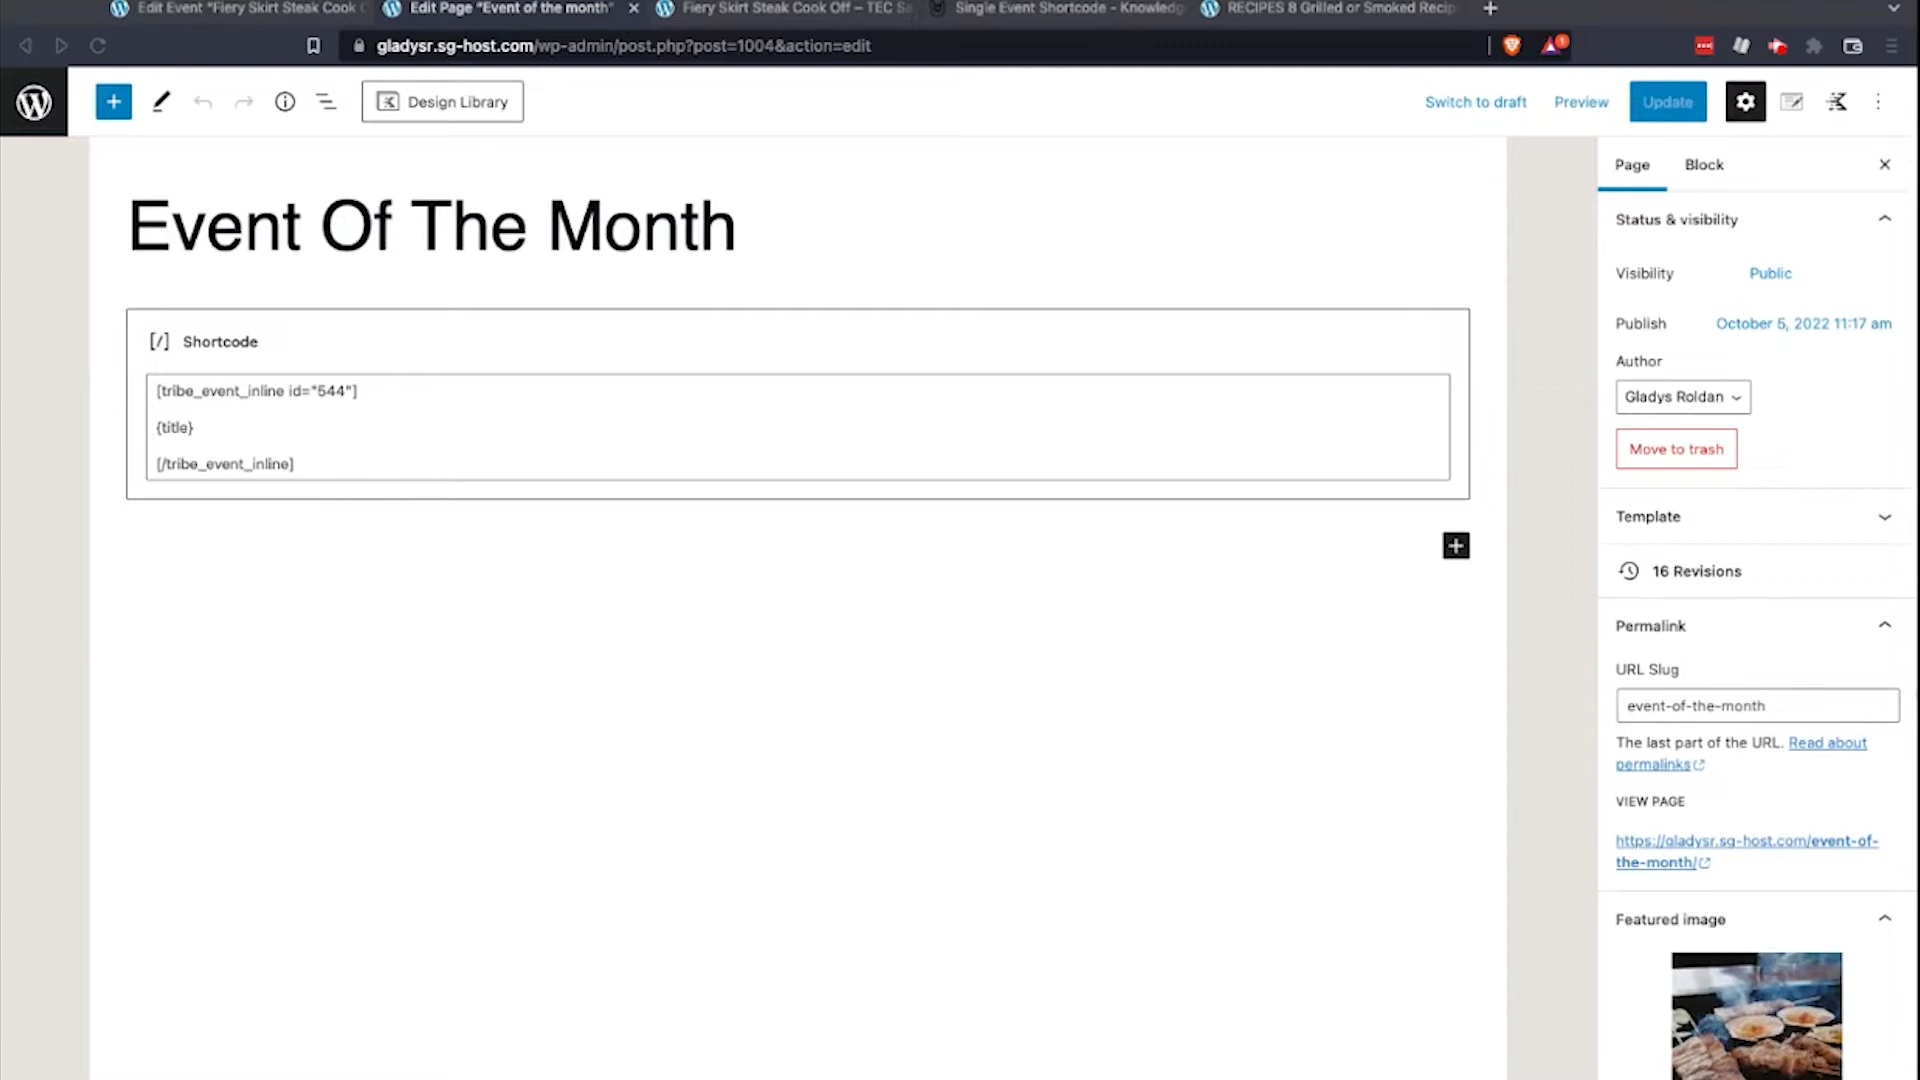 Edit Event "Fiery Skirt Steak Cook
Edit Page "Event of the month"
Fiery Skirt Steak Cook Off – TEC Sa
Single Event Shortcode - Knowledg
RECIPES 8 Grilled or Smoked Recip
gladysr.sg-host.com/wp-admin/post.php?post=1004&action=edit
Design Library
Switch to draft
Preview
Update
Page
Block
Event Of The Month
Status & visibility
Visibility
Public
[/] Shortcode
Publish
October 5, 2022 11:17 am
[tribe_event_inline id="544"]
{title}
[/tribe_event_inline]
Author
Gladys Roldan
Move to trash
Template
16 Revisions
Permalink
URL Slug
event-of-the-month
The last part of the URL. Read about
permalinks
VIEW PAGE
https://gladysr.sg-host.com/event-of-
the-month/
Featured image